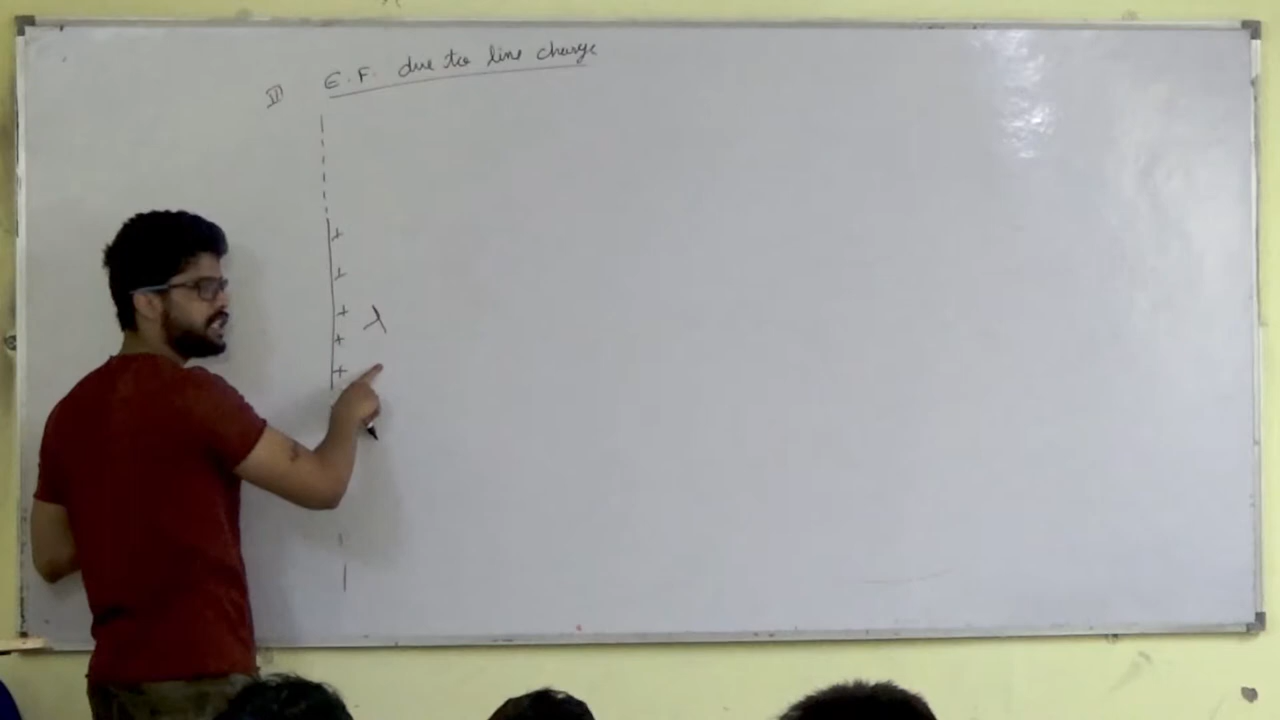 II) E.F. due to line charge
+
+
+ λ
+
+